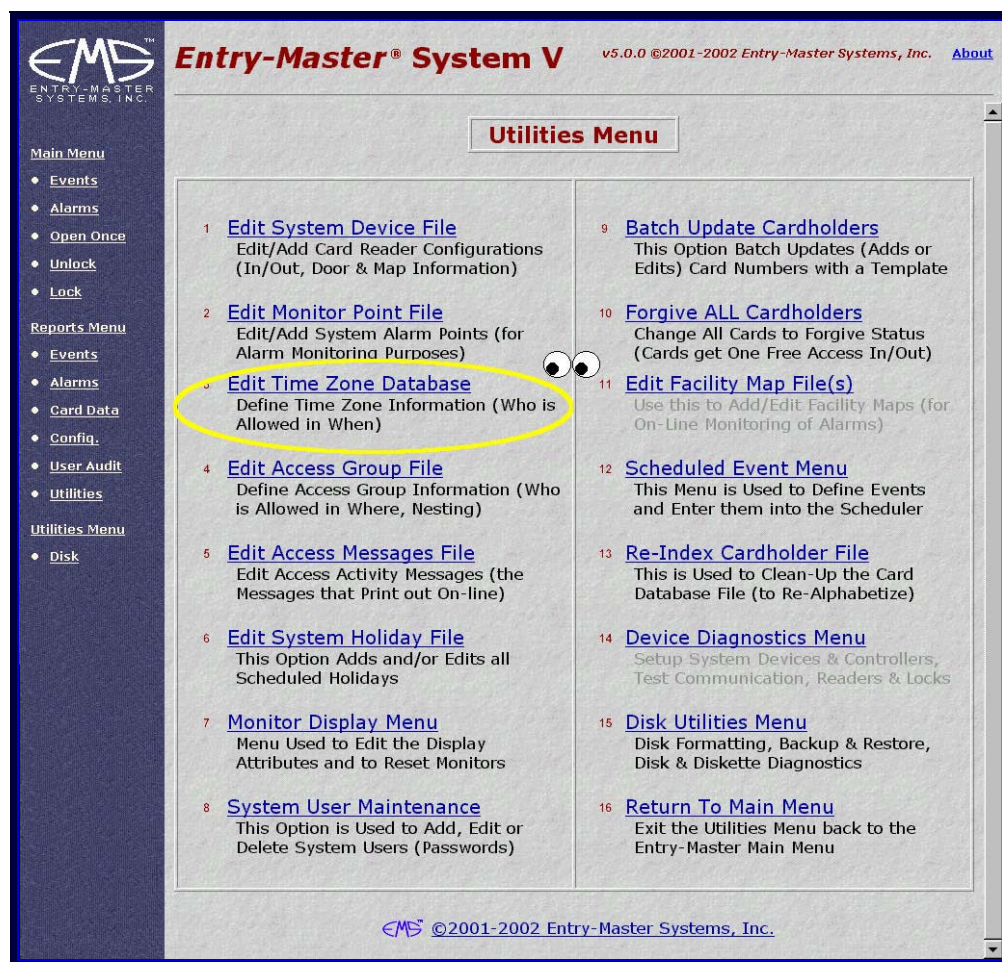 EMS™
ENTRY-MASTER
SYSTEMS, INC.
Entry-Master® System V
v5.0.0 ©2001-2002 Entry-Master Systems, Inc.
About
Main Menu
Events
Alarms
Open Once
Unlock
Lock
Reports Menu
Events
Alarms
Card Data
Config.
User Audit
Utilities
Utilities Menu
Disk
Utilities Menu
1 Edit System Device File
Edit/Add Card Reader Configurations
(In/Out, Door & Map Information)
2 Edit Monitor Point File
Edit/Add System Alarm Points (for
Alarm Monitoring Purposes)
3 Edit Time Zone Database
Define Time Zone Information (Who is
Allowed in When)
4 Edit Access Group File
Define Access Group Information (Who
is Allowed in Where, Nesting)
5 Edit Access Messages File
Edit Access Activity Messages (the
Messages that Print out On-line)
6 Edit System Holiday File
This Option Adds and/or Edits all
Scheduled Holidays
7 Monitor Display Menu
Menu Used to Edit the Display
Attributes and to Reset Monitors
8 System User Maintenance
This Option is Used to Add, Edit or
Delete System Users (Passwords)
9 Batch Update Cardholders
This Option Batch Updates (Adds or
Edits) Card Numbers with a Template
10 Forgive ALL Cardholders
Change All Cards to Forgive Status
(Cards get One Free Access In/Out)
11 Edit Facility Map File(s)
Use this to Add/Edit Facility Maps (for
On-Line Monitoring of Alarms)
12 Scheduled Event Menu
This Menu is Used to Define Events
and Enter them into the Scheduler
13 Re-Index Cardholder File
This is Used to Clean-Up the Card
Database File (to Re-Alphabetize)
14 Device Diagnostics Menu
Setup System Devices & Controllers,
Test Communication, Readers & Locks
15 Disk Utilities Menu
Disk Formatting, Backup & Restore,
Disk & Diskette Diagnostics
16 Return To Main Menu
Exit the Utilities Menu back to the
Entry-Master Main Menu
EMS™ ©2001-2002 Entry-Master Systems, Inc.